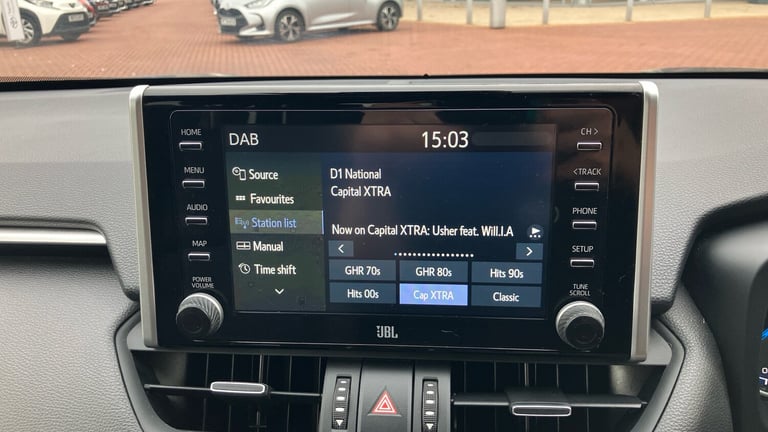 HOME
MENU
AUDIO
MAP
POWER
VOLUME
DAB 15:03
Source
Favourites
Station list
Manual
Time shift
D1 National
Capital XTRA
Now on Capital XTRA: Usher feat. Will.I.A
GHR 70s GHR 80s Hits 90s
Hits 00s Cap XTRA Classic
CH >
< TRACK
PHONE
SETUP
TUNE
SCROLL
JBL